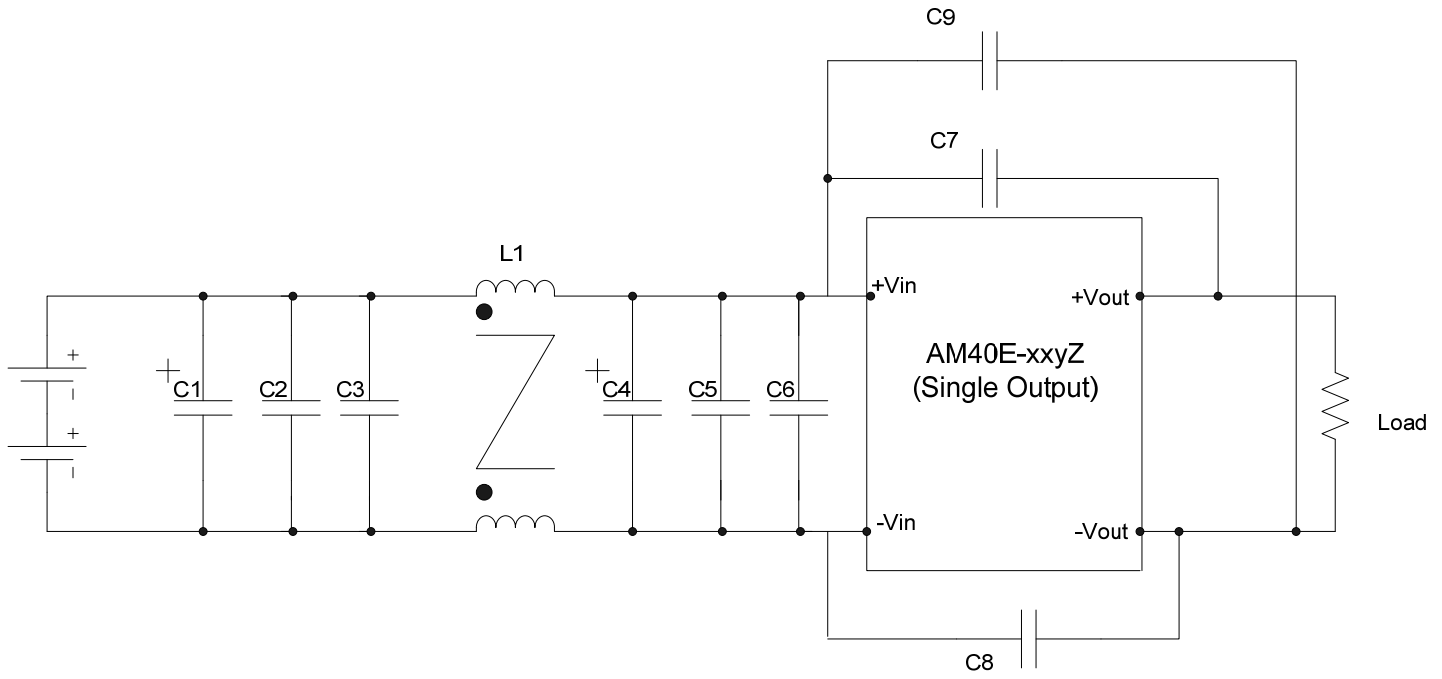 C9
C7
L1
+Vin
+Vout
AM40E-xxyZ
(Single Output)
+
–
+
–
+
C1
C2
C3
+
C4
C5
C6
Load
-Vin
-Vout
C8